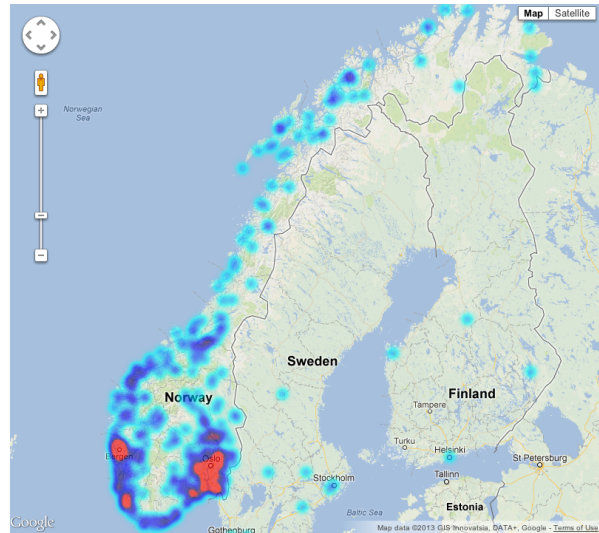 Map Satellite
Norwegian
Sea
Sweden
Norway
Finland
Tampere
Bergen
Oslo
Turku
Helsinki
St Petersburg
Stockholm
Tallinn
Estonia
Baltic Sea
Gothenburg
Google
Map data ©2013 GIS Innovatsia, DATA+, Google - Terms of Use